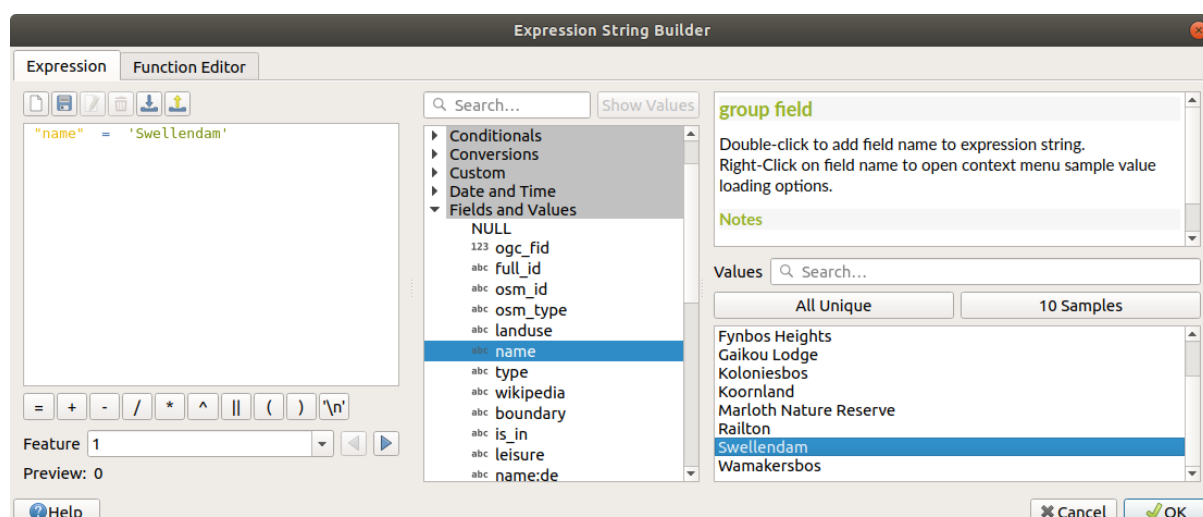 Expression String Builder
Expression Function Editor
"name" = 'Swellendam'
= + - / * ^ || ( ) '\n'
Feature 1
Preview: 0
Search... Show Values
Conditionals
Conversions
Custom
Date and Time
Fields and Values
NULL
123 ogc_fid
abc full_id
abc osm_id
abc osm_type
abc landuse
abc name
abc type
abc wikipedia
abc boundary
abc is_in
abc leisure
abc name:de
group field
Double-click to add field name to expression string.
Right-Click on field name to open context menu sample value
loading options.
Notes
Values Search...
All Unique 10 Samples
Fynbos Heights
Gaikou Lodge
Koloniesbos
Koornland
Marloth Nature Reserve
Railton
Swellendam
Wamakersbos
Help Cancel OK